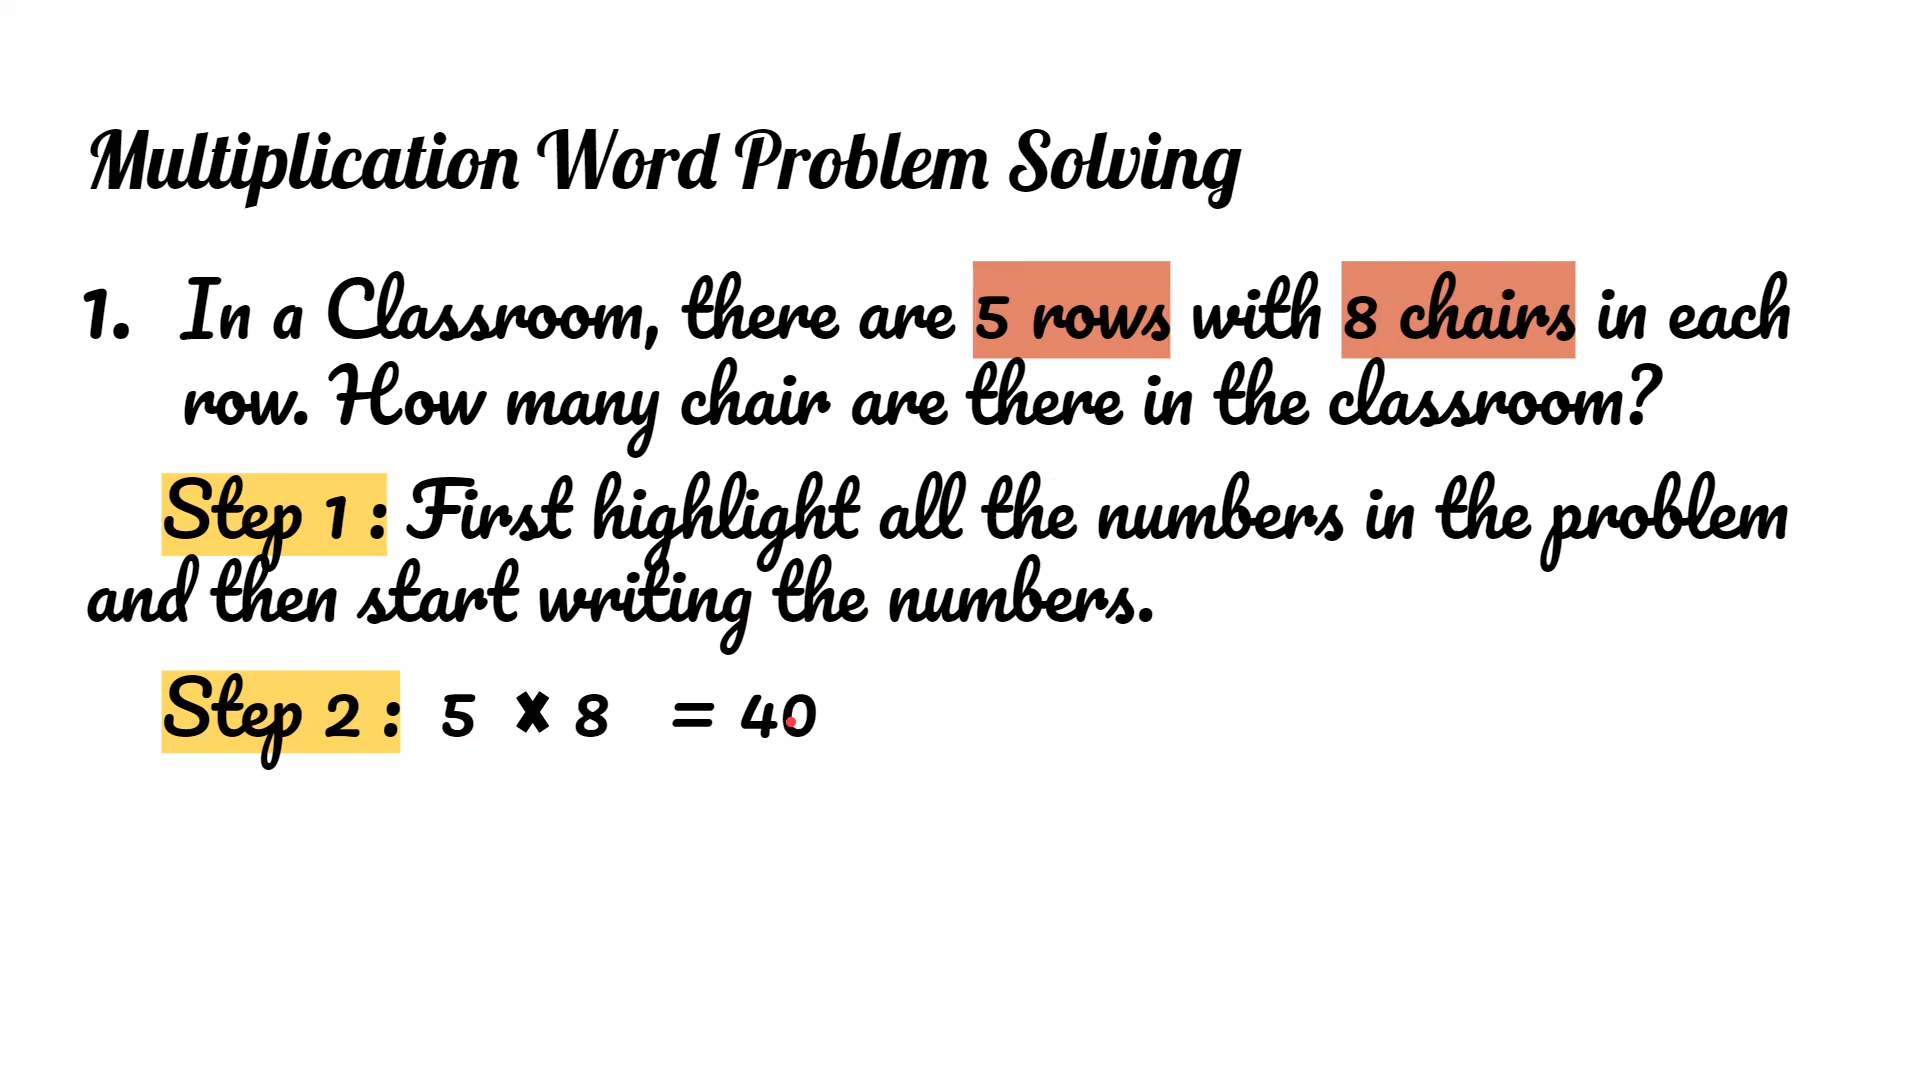 Multiplication Word Problem Solving
1. In a Classroom, there are 5 rows with 8 chairs in each
row. How many chair are there in the classroom?
Step 1 : First highlight all the numbers in the problem
and then start writing the numbers.
Step 2 : 5 × 8 = 40